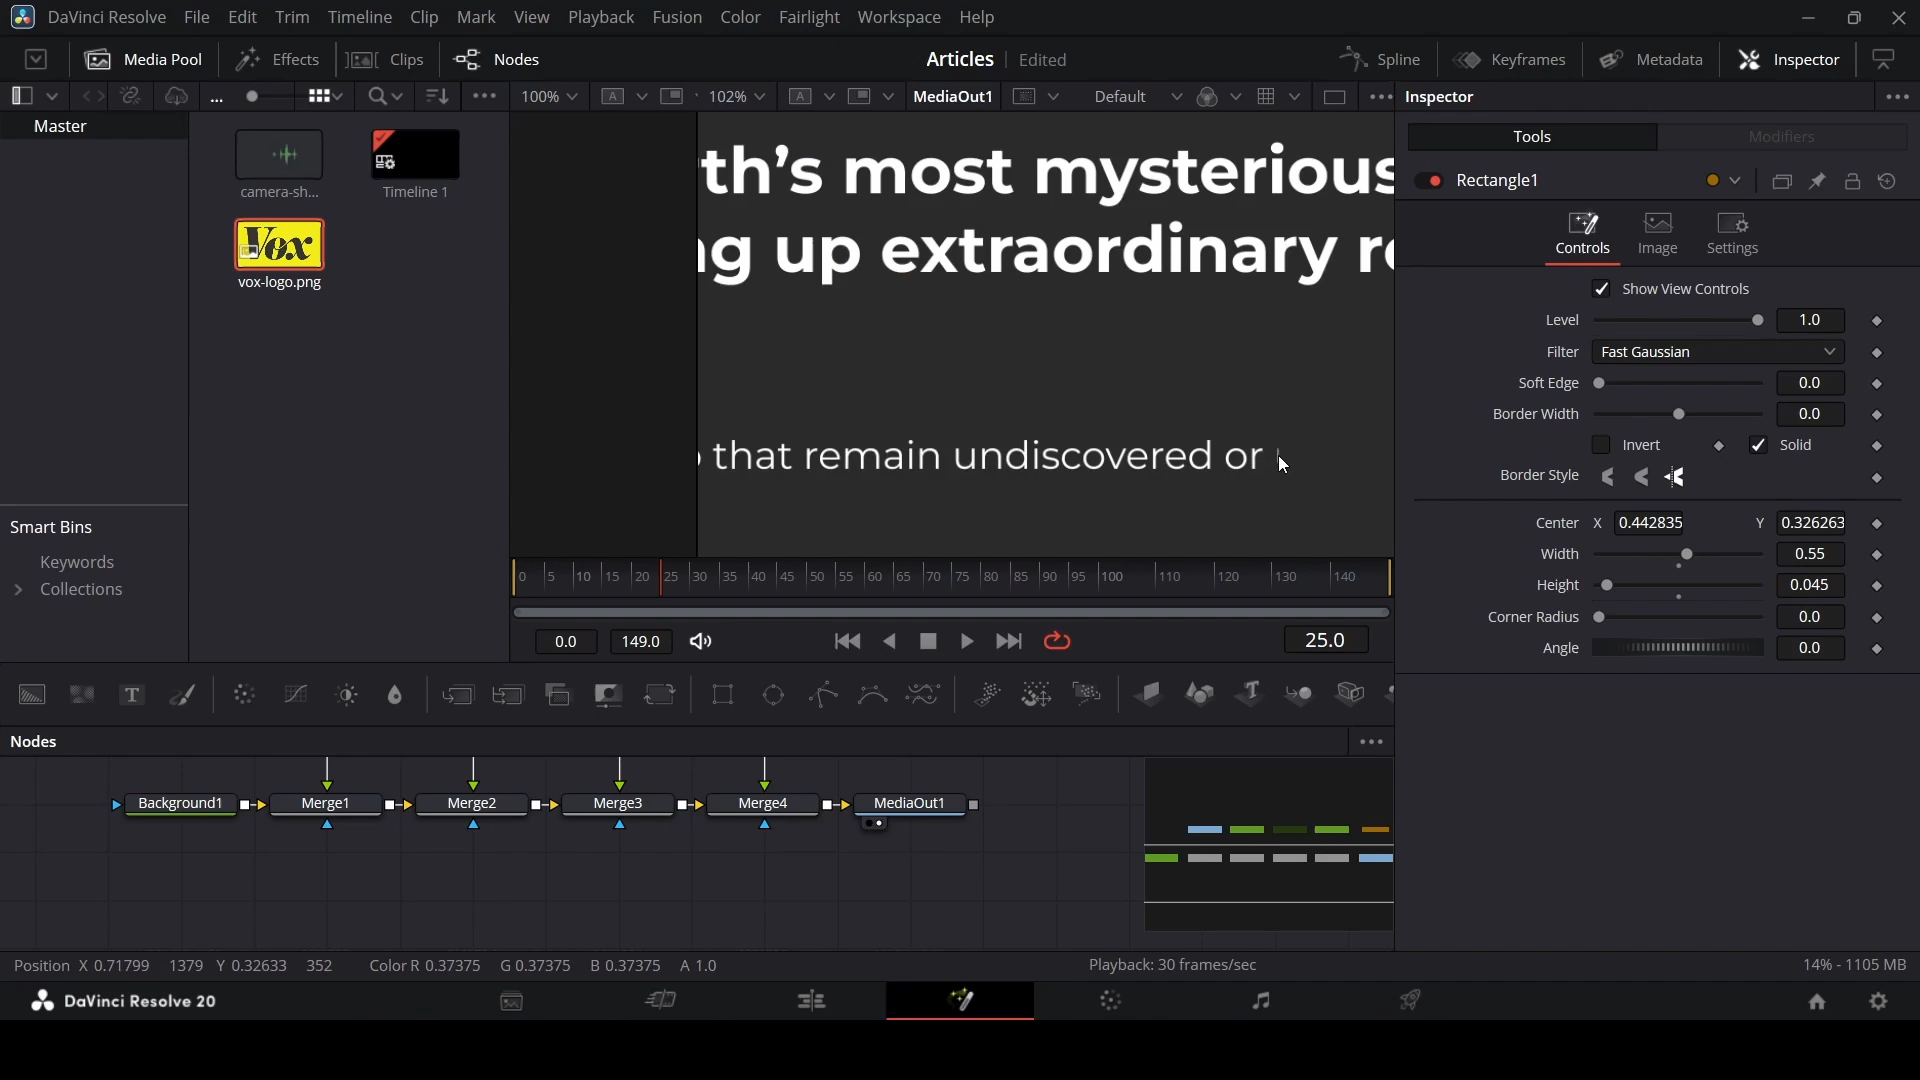 DaVinci Resolve File Edit Trim Timeline Clip Mark View Playback Fusion Color Fairlight Workspace Help
Media Pool Effects Clips Nodes Articles Edited Spline Keyframes Metadata Inspector
... 100% A 102% A MediaOut1 Default Inspector
Master
camera-sh... Timeline 1
Vox
vox-logo.png
Smart Bins
Keywords
Collections
th's most mysterious
ng up extraordinary
that remain undiscovered or
0 5 10 15 20 25 30 35 40 45 50 55 60 65 70 75 80 85 90 95 100 110 120 130 140
0.0 149.0 25.0
Tools Modifiers
Rectangle1
Controls Image Settings
Show View Controls
Level 1.0
Filter Fast Gaussian
Soft Edge 0.0
Border Width 0.0
Invert Solid
Border Style
Center X 0.442835 Y 0.326263
Width 0.55
Height 0.045
Corner Radius 0.0
Angle 0.0
T T
Nodes
Background1 Merge1 Merge2 Merge3 Merge4 MediaOut1
Position X 0.71799 1379 Y 0.32633 352 Color R 0.37375 G 0.37375 B 0.37375 A 1.0 Playback: 30 frames/sec 14% - 1105 MB
DaVinci Resolve 20